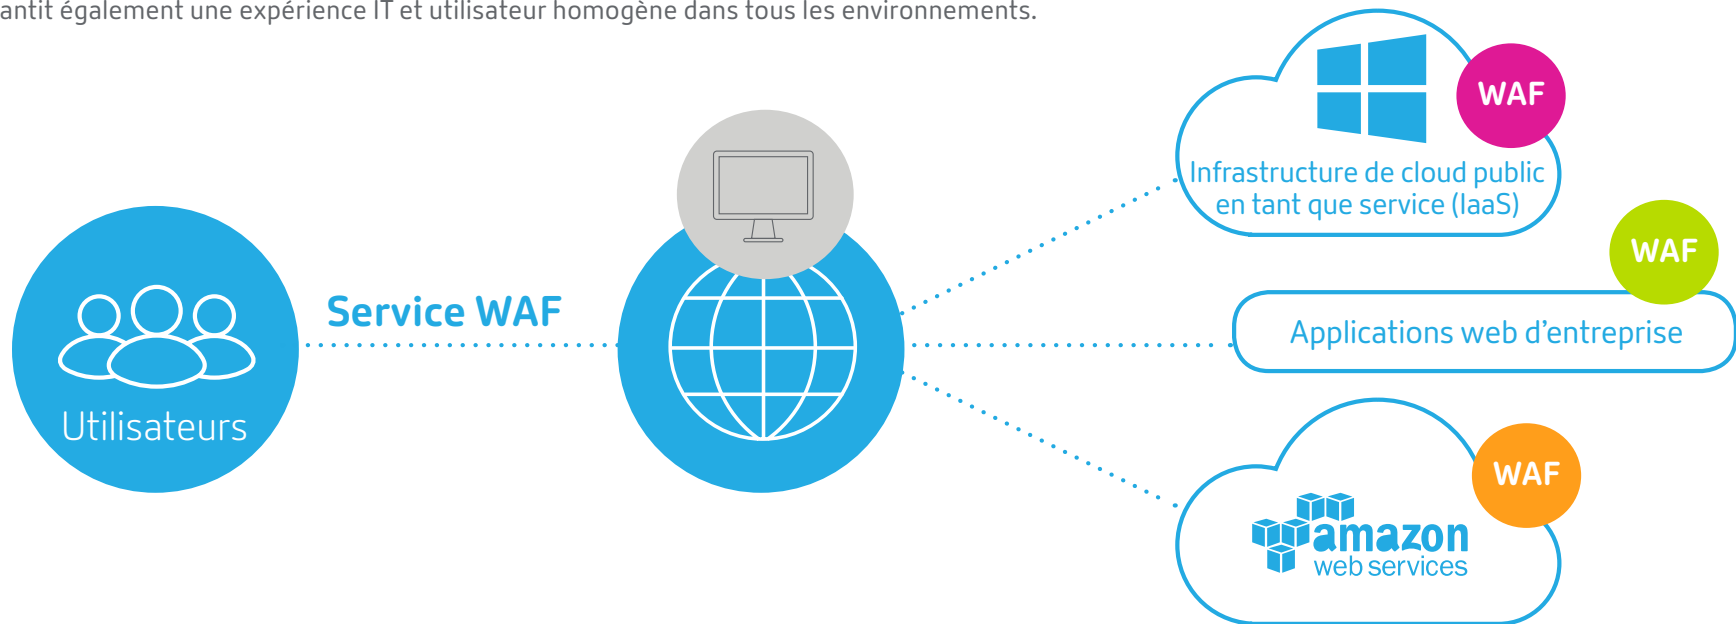 antit également une expérience IT et utilisateur homogène dans tous les environnements.
WAF
Infrastructure de cloud public
en tant que service (IaaS)
WAF
Service WAF
Applications web d’entreprise
Utilisateurs
WAF
amazon
web services